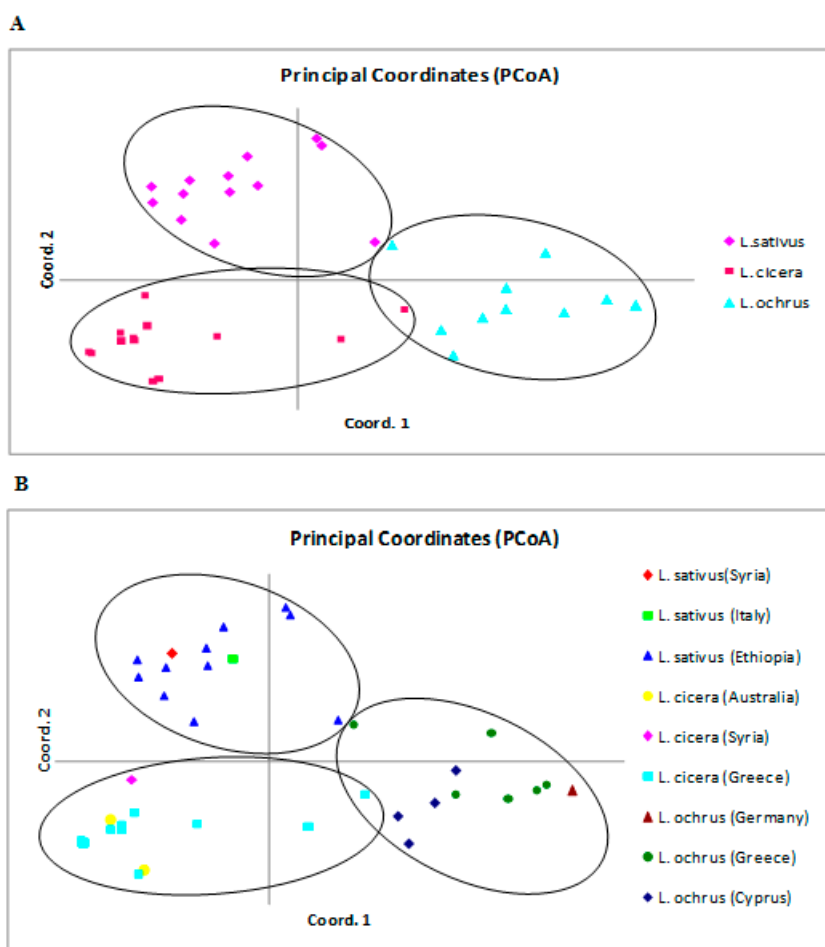 A
Principal Coordinates (PCoA)
Coord. 2
L.sativus
L. cicera
L. ochrus
Coord. 1
B
Principal Coordinates (PCoA)
Coord. 2
L. sativus(Syria)
L. sativus (Italy)
L. sativus (Ethiopia)
L. cicera (Australia)
L. cicera (Syria)
L. cicera (Greece)
L. ochrus (Germany)
L. ochrus (Greece)
L. ochrus (Cyprus)
Coord. 1